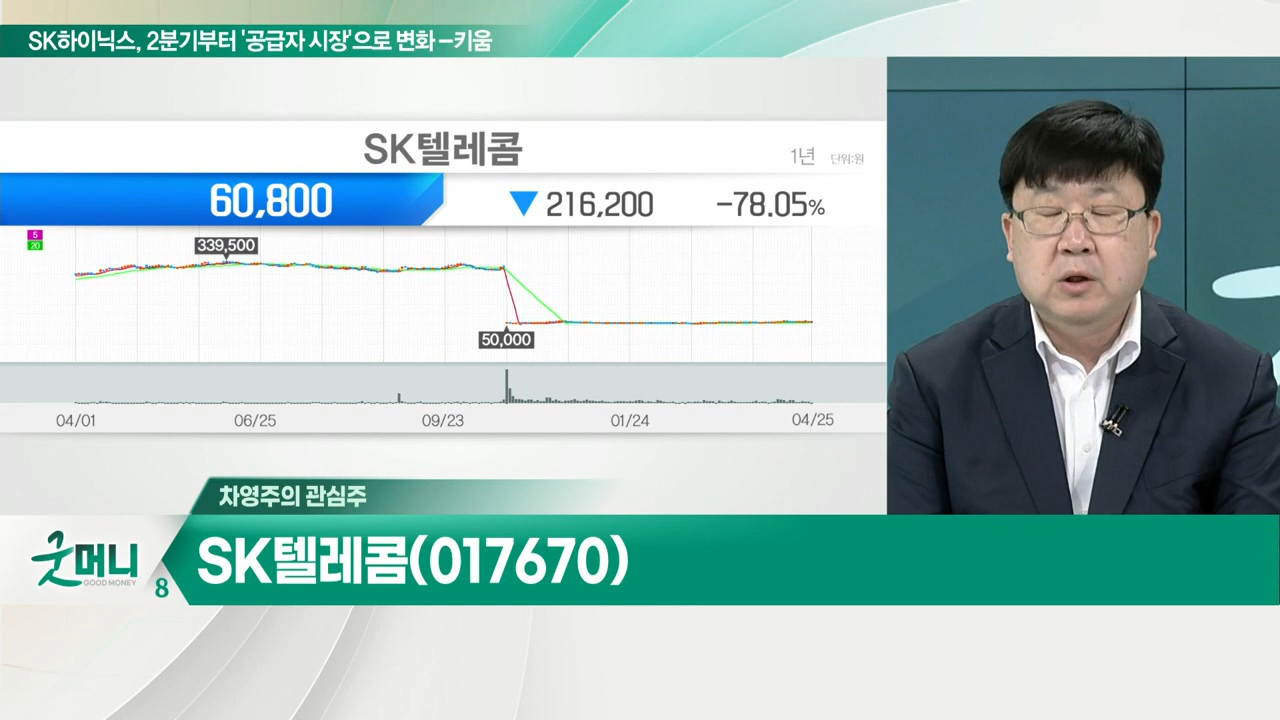 SK하이닉스, 2분기부터 '공급자 시장'으로 변화 -키움
SK텔레콤
1년 단위:원
60,800 ▼ 216,200 -78.05%
5
20
339,500
50,000
04/01 06/25 09/23 01/24 04/25
차영주의 관심주
굿머니
GOOD MONEY
8
SK텔레콤(017670)